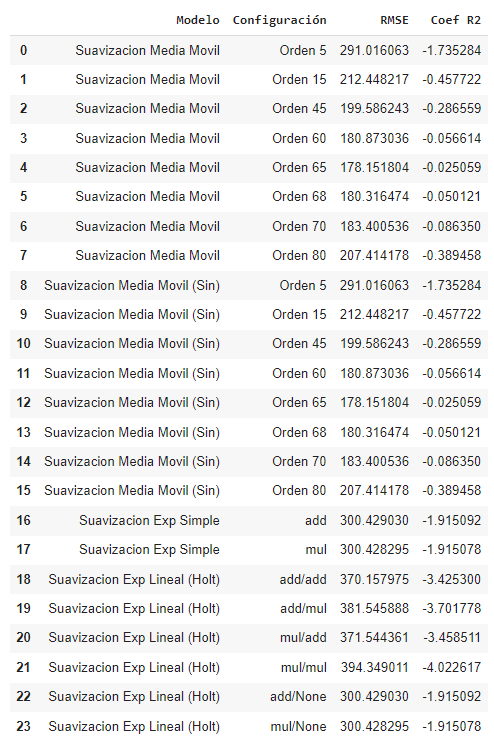 Modelo Configuración RMSE Coef R2
0 Suavizacion Media Movil Orden 5 291.016063 -1.735284
1 Suavizacion Media Movil Orden 15 212.448217 -0.457722
2 Suavizacion Media Movil Orden 45 199.586243 -0.286559
3 Suavizacion Media Movil Orden 60 180.873036 -0.056614
4 Suavizacion Media Movil Orden 65 178.151804 -0.025059
5 Suavizacion Media Movil Orden 68 180.316474 -0.050121
6 Suavizacion Media Movil Orden 70 183.400536 -0.086350
7 Suavizacion Media Movil Orden 80 207.414178 -0.389458
8 Suavizacion Media Movil (Sin) Orden 5 291.016063 -1.735284
9 Suavizacion Media Movil (Sin) Orden 15 212.448217 -0.457722
10 Suavizacion Media Movil (Sin) Orden 45 199.586243 -0.286559
11 Suavizacion Media Movil (Sin) Orden 60 180.873036 -0.056614
12 Suavizacion Media Movil (Sin) Orden 65 178.151804 -0.025059
13 Suavizacion Media Movil (Sin) Orden 68 180.316474 -0.050121
14 Suavizacion Media Movil (Sin) Orden 70 183.400536 -0.086350
15 Suavizacion Media Movil (Sin) Orden 80 207.414178 -0.389458
16 Suavizacion Exp Simple add 300.429030 -1.915092
17 Suavizacion Exp Simple mul 300.428295 -1.915078
18 Suavizacion Exp Lineal (Holt) add/add 370.157975 -3.425300
19 Suavizacion Exp Lineal (Holt) add/mul 381.545888 -3.701778
20 Suavizacion Exp Lineal (Holt) mul/add 371.544361 -3.458511
21 Suavizacion Exp Lineal (Holt) mul/mul 394.349011 -4.022617
22 Suavizacion Exp Lineal (Holt) add/None 300.429030 -1.915092
23 Suavizacion Exp Lineal (Holt) mul/None 300.428295 -1.915078